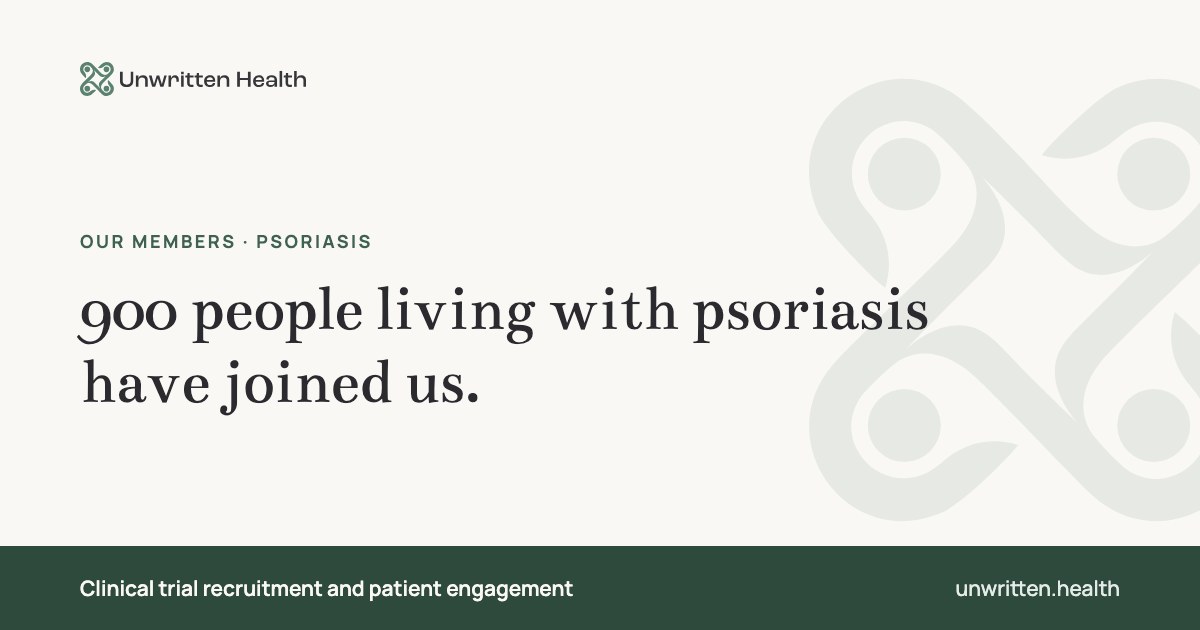 Unwritten Health
OUR MEMBERS · PSORIASIS
900 people living with psoriasis
have joined us.
Clinical trial recruitment and patient engagement
unwritten.health